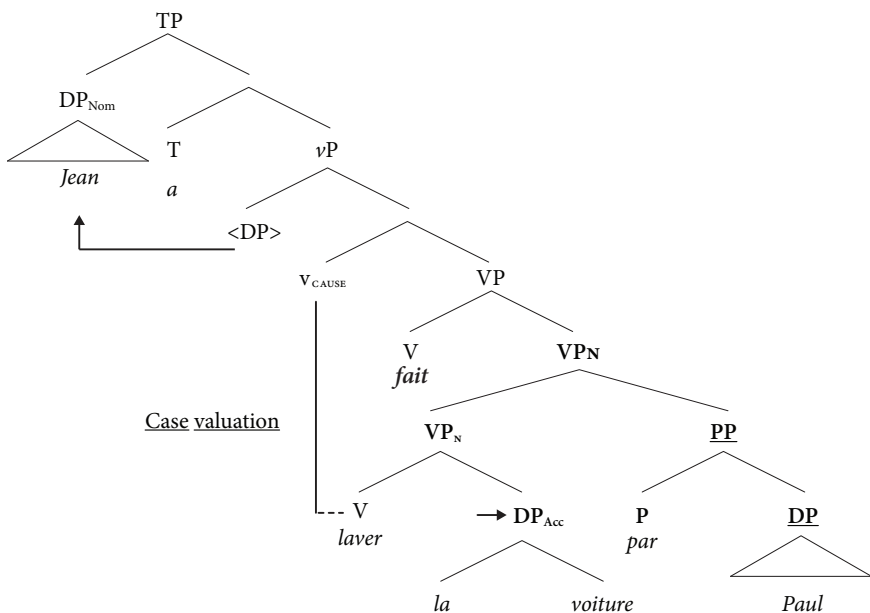 TP
DPNom
Jean
T
a
vP
<DP>
vCAUSE
VP
V
fait
VPN
Case valuation
VPN
PP
V
laver
DPAcc
P
par
DP
la
voiture
Paul